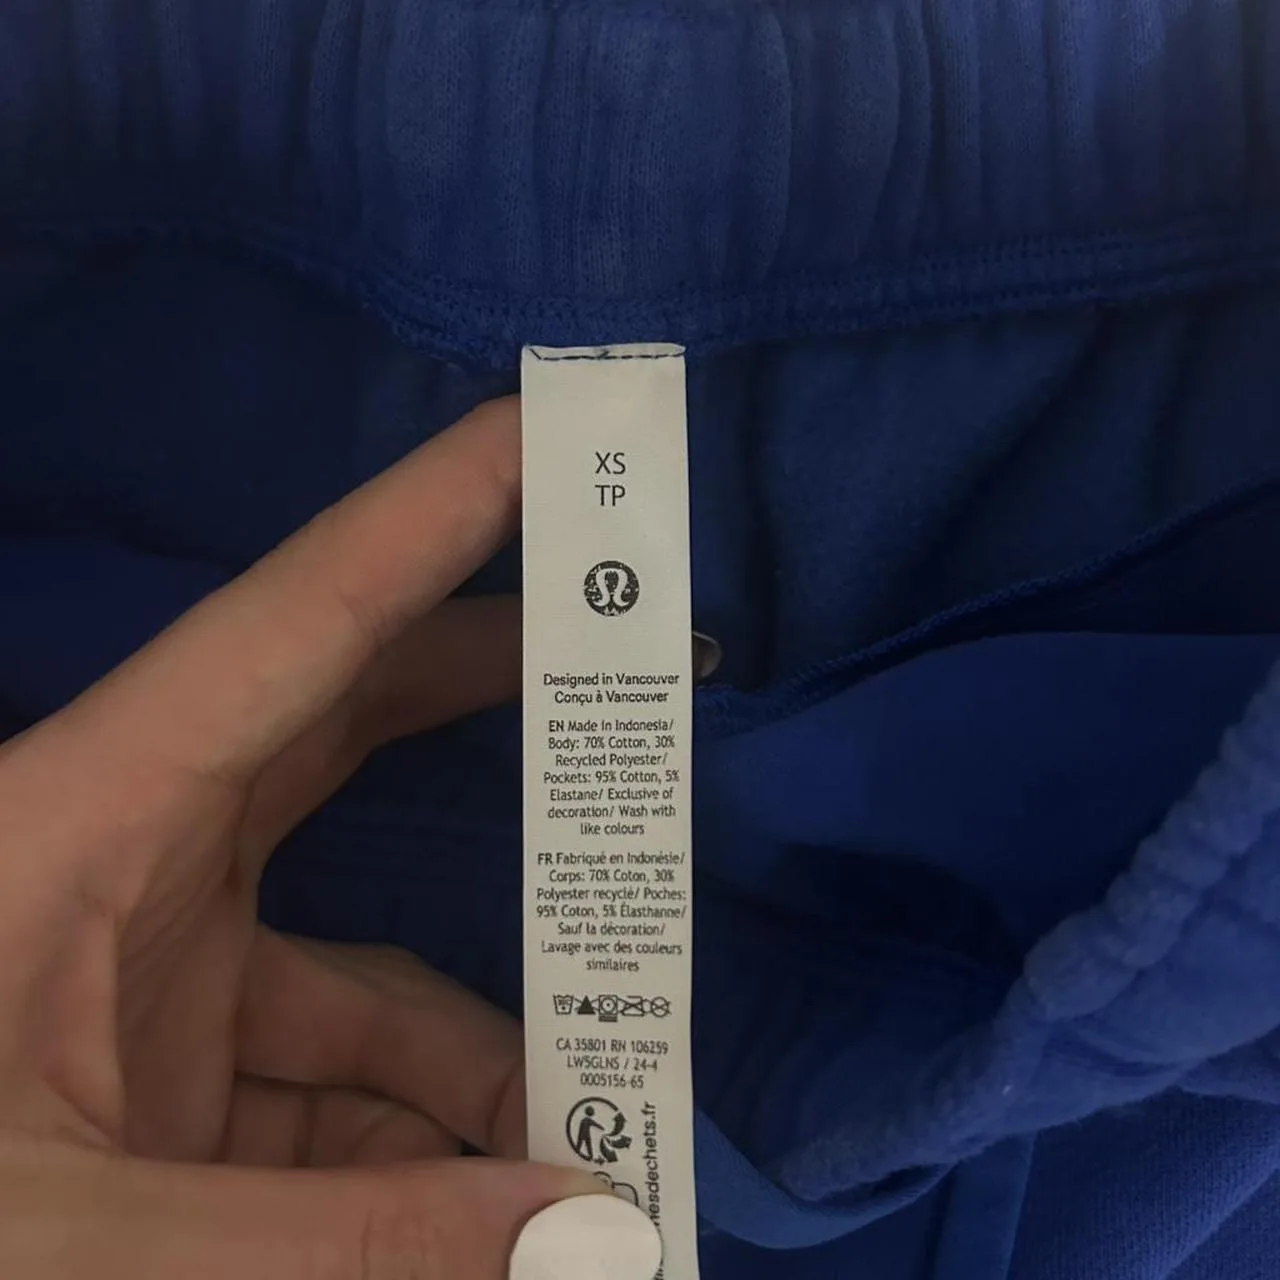 XS
TP
Designed in Vancouver
Conçu à Vancouver
EN Made in Indonesia/
Body: 70% Cotton, 30%
Recycled Polyester/
Pockets: 95% Cotton, 5%
Elastane/ Exclusive of
decoration/ Wash with
like colours
FR Fabriqué en Indonésie/
Corps: 70% Coton, 30%
Polyester recyclé/ Poches:
95% Coton, 5% Élasthanne/
Sauf la décoration/
Lavage avec des couleurs
similaires
CA 35801 RN 106259
LW5GLNS / 24-4
0005156-65
mesdechets.fr